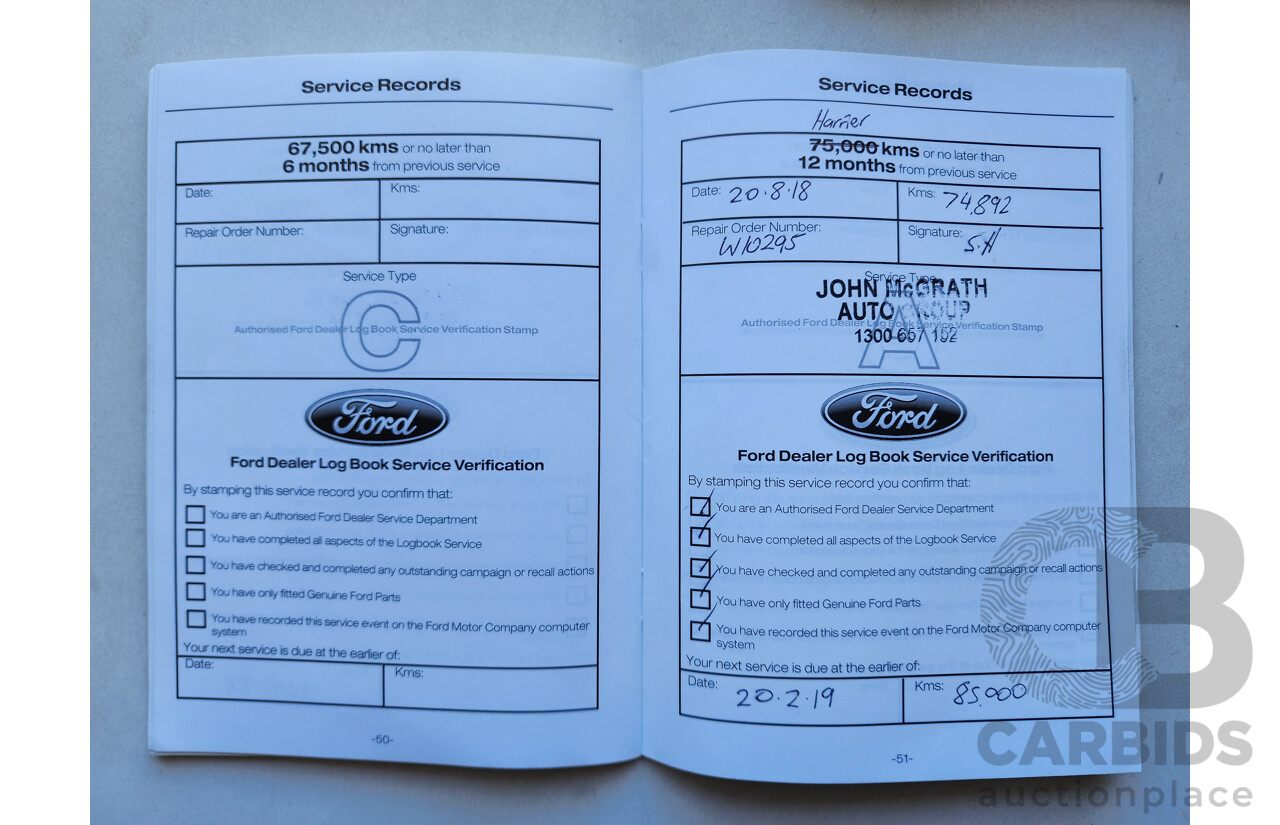 Service Records
67,500 kms or no later than
6 months from previous service
Date:
Kms:
Repair Order Number:
Signature:
Service Type
C
Authorised Ford Dealer Log Book Service Verification Stamp
Ford
Ford Dealer Log Book Service Verification
By stamping this service record you confirm that:
You are an Authorised Ford Dealer Service Department
You have completed all aspects of the Logbook Service
You have checked and completed any outstanding campaign or recall actions
You have only fitted Genuine Ford Parts
You have recorded this service event on the Ford Motor Company computer
system
Your next service is due at the earlier of:
Date:
Kms:
-50-
Service Records
Harrier
75,000 kms or no later than
12 months from previous service
Date: 20.8.18
Kms: 74,892
Repair Order Number:
W10295
Signature: S.H
Service Type
JOHN McGRATH
AUTO GROUP
Authorised Ford Dealer Log Book Service Verification Stamp
1300 657 152
A
Ford
Ford Dealer Log Book Service Verification
By stamping this service record you confirm that:
You are an Authorised Ford Dealer Service Department
You have completed all aspects of the Logbook Service
You have checked and completed any outstanding campaign or recall actions
You have only fitted Genuine Ford Parts
You have recorded this service event on the Ford Motor Company computer
system
Your next service is due at the earlier of:
Date: 20.2.19
Kms: 85,000
-51-
CB
CARBIDS
auctionplace